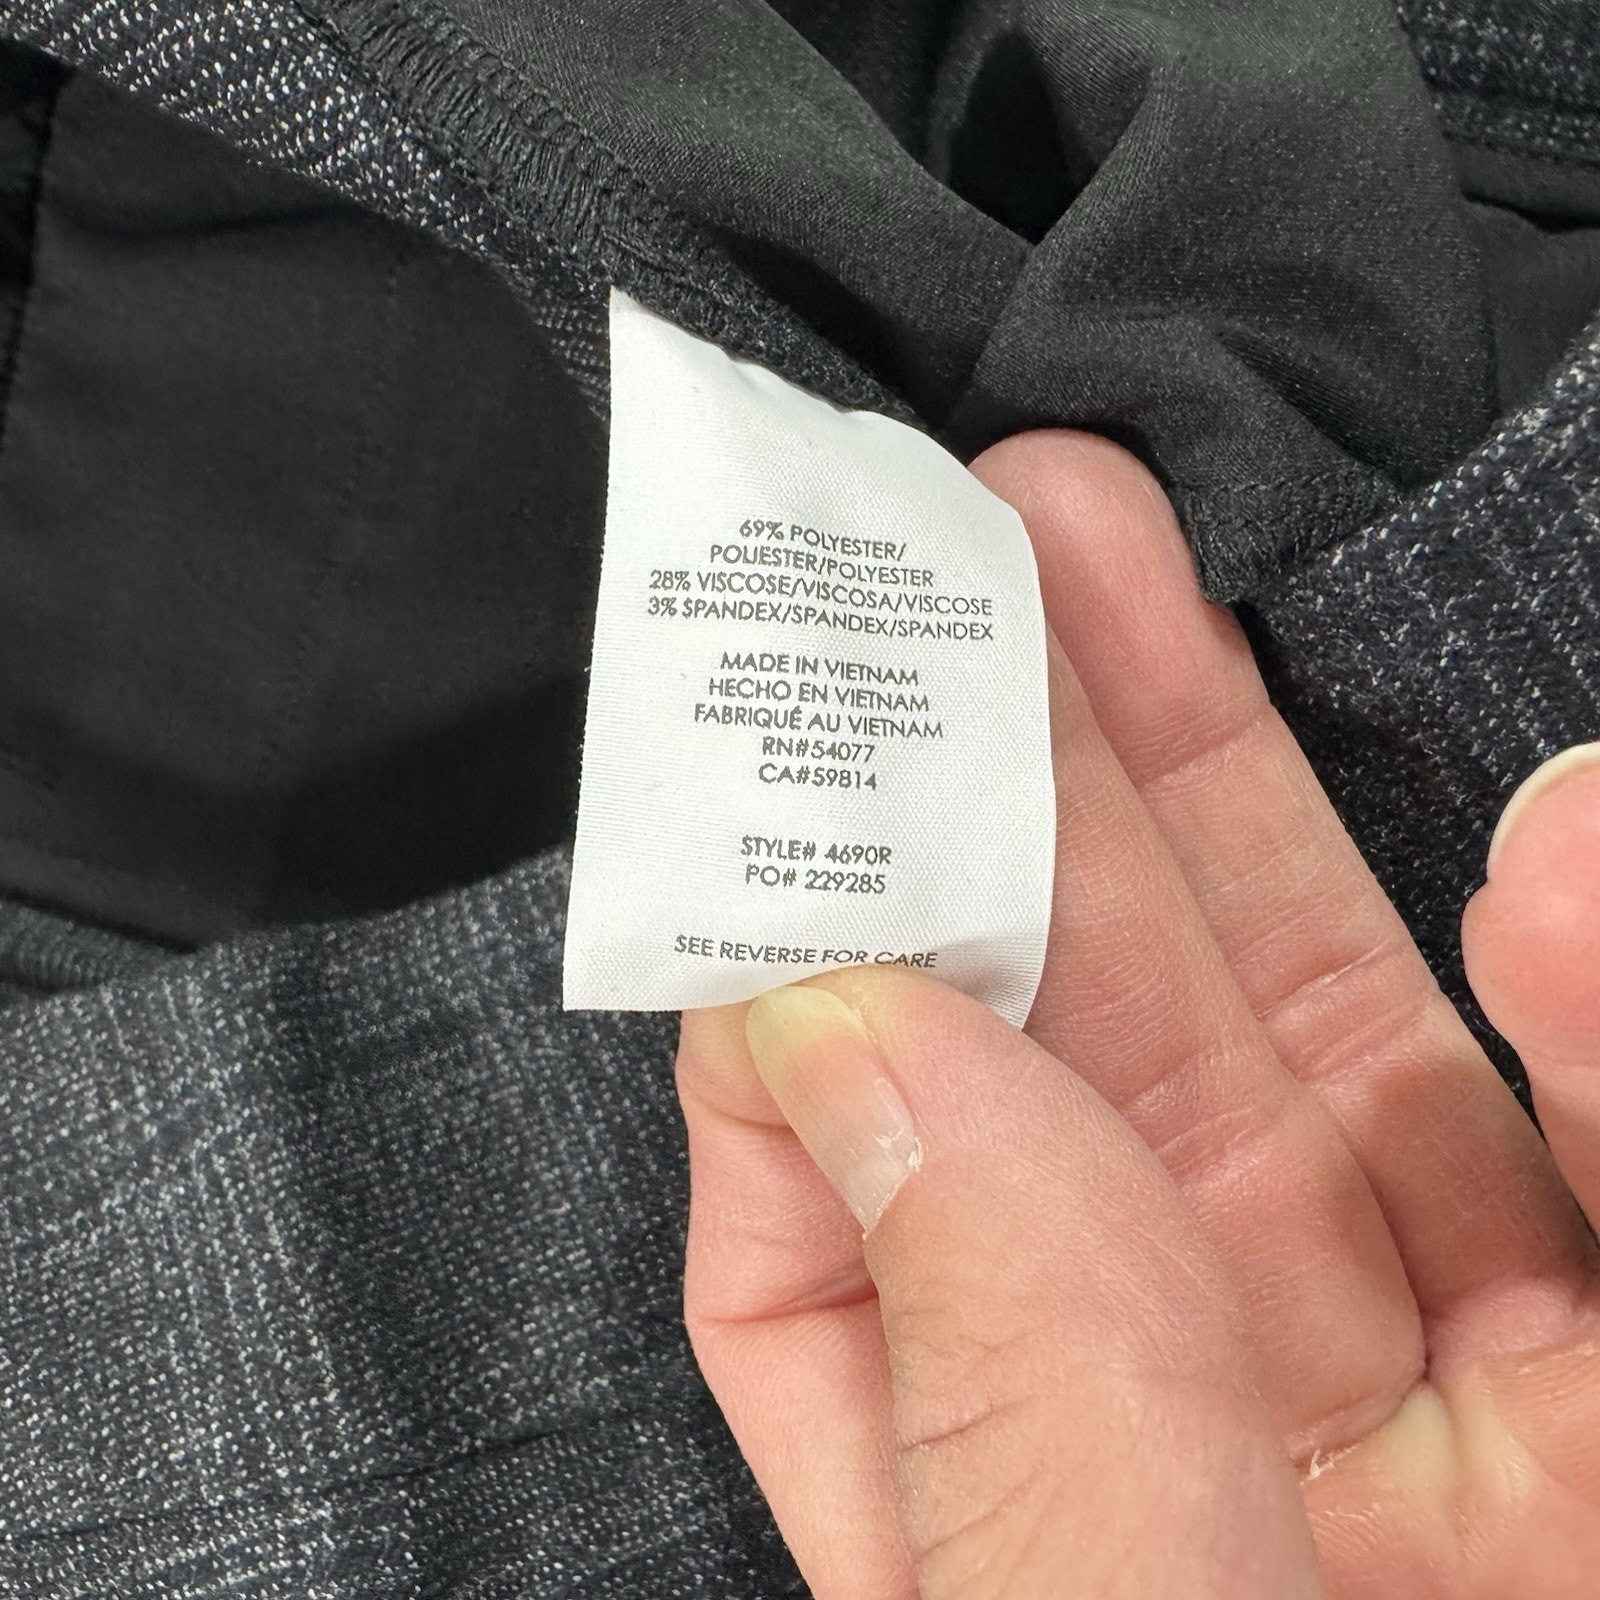 69% POLYESTER/
POLIESTER/POLYESTER
28% VISCOSE/VISCOSA/VISCOSE
3% SPANDEX/SPANDEX/SPANDEX
MADE IN VIETNAM
HECHO EN VIETNAM
FABRIQUÉ AU VIETNAM
RN#54077
CA#59814
STYLE# 4690R
PO# 229285
SEE REVERSE FOR CARE